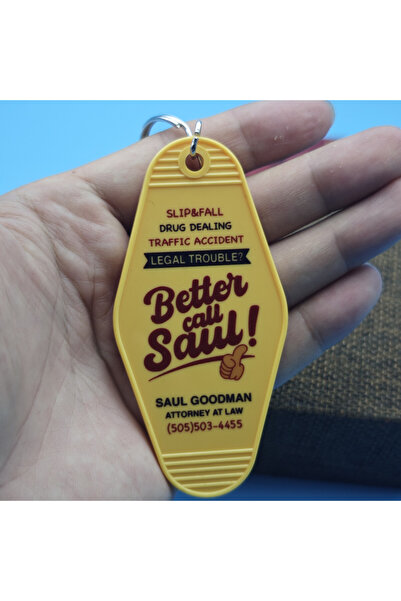 SLIP&FALL
DRUG DEALING
TRAFFIC ACCIDENT
LEGAL TROUBLE?
Better
call
Saul!
SAUL GOODMAN
ATTORNEY AT LAW
(505)503-4455